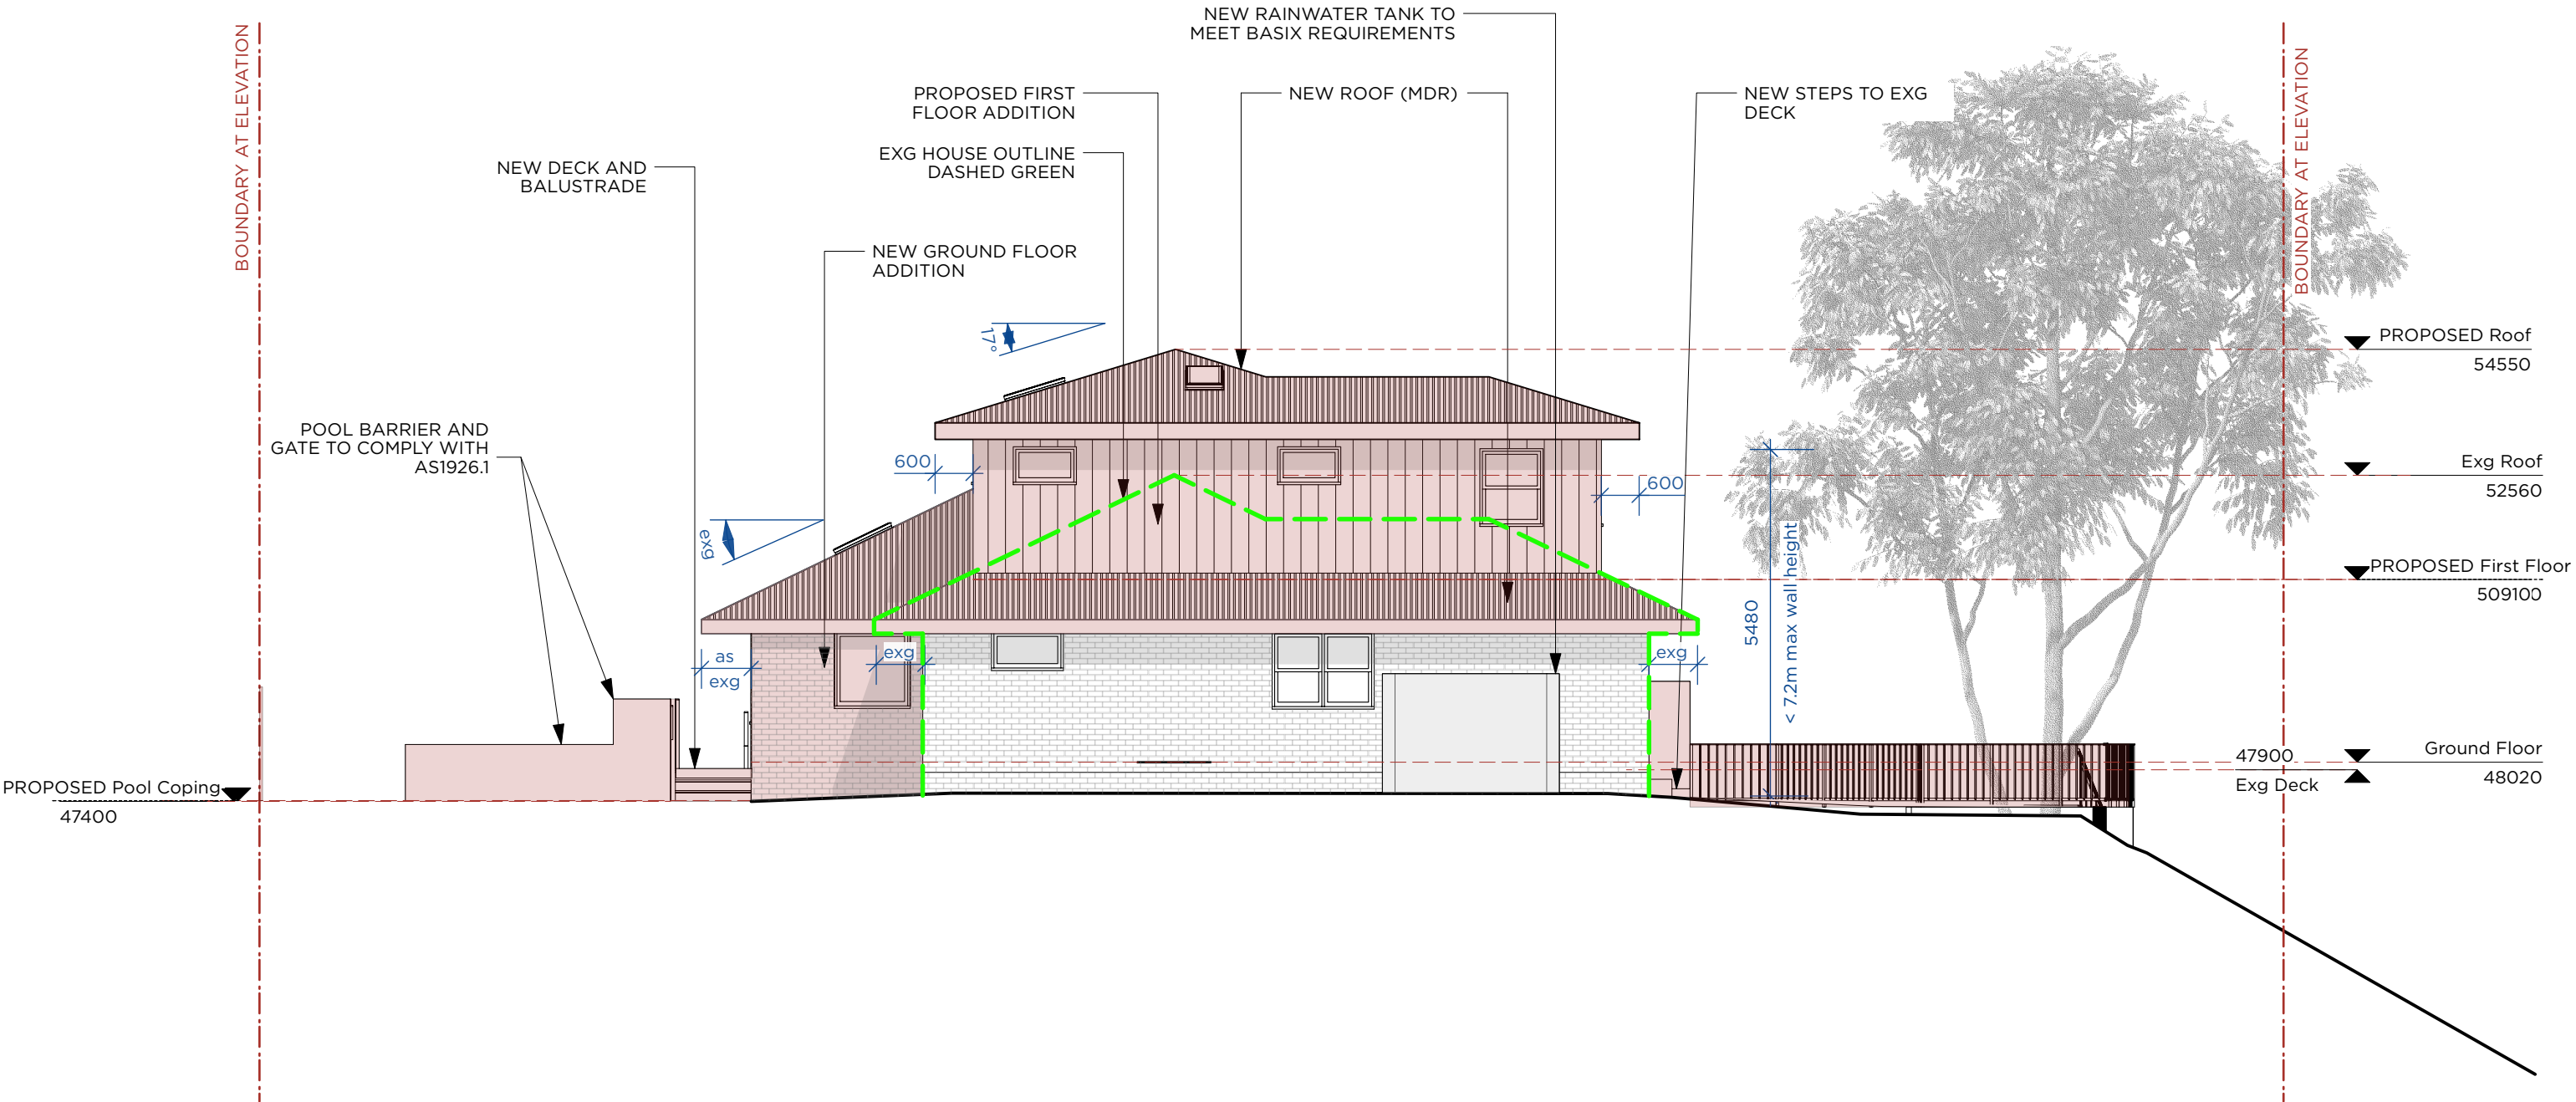 NEW RAINWATER TANK TO
MEET BASIX REQUIREMENTS
BOUNDARY AT ELEVATION
BOUNDARY AT ELEVATION
PROPOSED FIRST
FLOOR ADDITION
NEW ROOF (MDR)
NEW STEPS TO EXG
DECK
EXG HOUSE OUTLINE
DASHED GREEN
NEW DECK AND
BALUSTRADE
NEW GROUND FLOOR
ADDITION
17°
PROPOSED Roof
54550
POOL BARRIER AND
GATE TO COMPLY WITH
AS1926.1
600
600
Exg Roof
52560
exg
PROPOSED First Floor
509100
5480
< 7.2m max wall height
as
exg
exg
exg
47900
Exg Deck
Ground Floor
48020
PROPOSED Pool Coping
47400